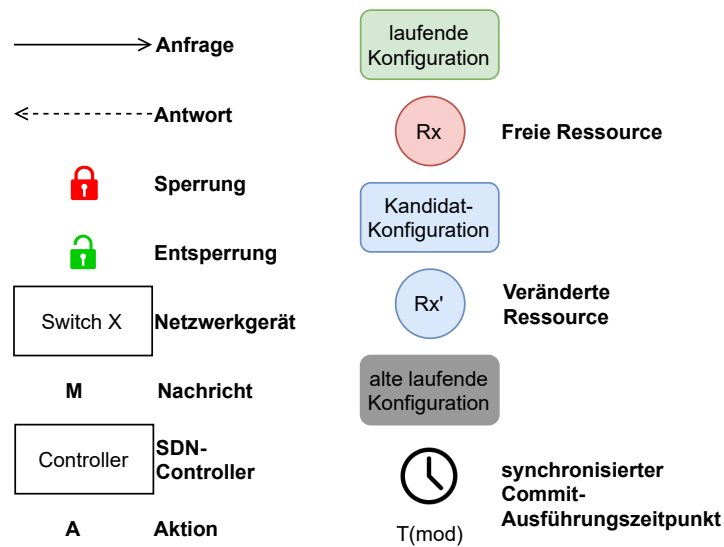 Anfrage
Antwort
Sperrung
Entsperrung
Switch X
Netzwerkgerät
M
Nachricht
Controller
SDN-
Controller
A
Aktion
laufende
Konfiguration
Rx
Freie Ressource
Kandidat-
Konfiguration
Rx'
Veränderte
Ressource
alte laufende
Konfiguration
synchronisierter
Commit-
Ausführungszeitpunkt
T(mod)